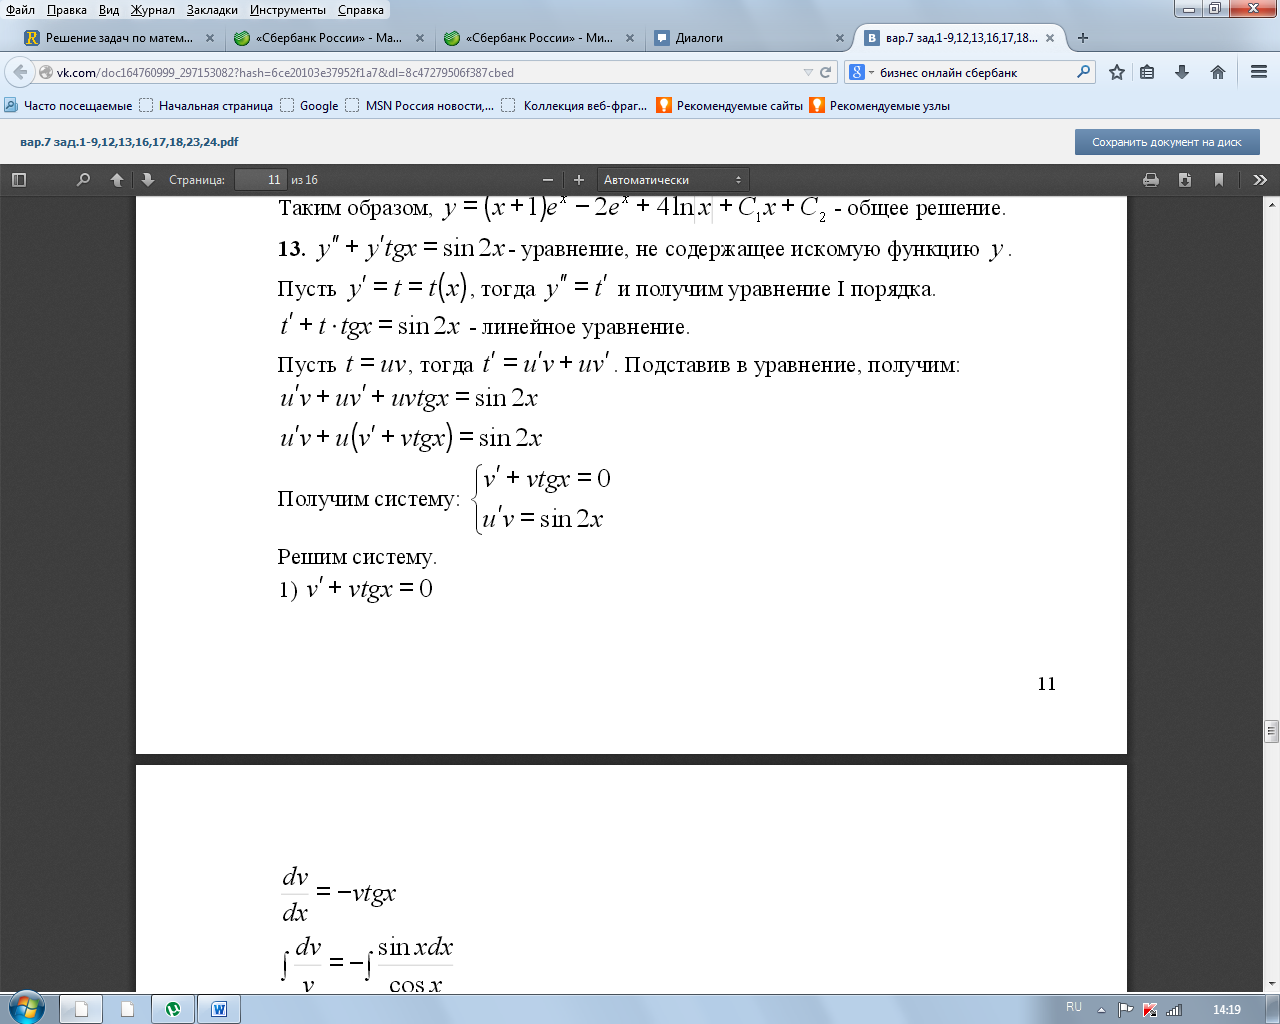 Файл Правка Вид Журнал Закладки Инструменты Справка
Решение задач по матем... × «Сбербанк России» - Ма... × «Сбербанк России» - Ми... × Диалоги × вар.7 зад.1-9,12,13,16,17,18... × +
vk.com/doc164760999_297153082?hash=6ce20103e37952f1a7&dl=8c47279506f387cbed бизнес онлайн сбербанк
Часто посещаемые Начальная страница Google MSN Россия новости,... Коллекция веб-фраг... Рекомендуемые сайты Рекомендуемые узлы
вар.7 зад.1-9,12,13,16,17,18,23,24.pdf Сохранить документ на диск
Страница: 11 из 16 Автоматически
Таким образом, y = (x+1)eˣ − 2eˣ + 4ln x + C₁x + C₂ - общее решение.
13. y″ + y′tgx = sin 2x - уравнение, не содержащее искомую функцию y.
Пусть y′ = t = t(x), тогда y″ = t′ и получим уравнение I порядка.
t′ + t · tgx = sin 2x - линейное уравнение.
Пусть t = uv, тогда t′ = u′v + uv′. Подставив в уравнение, получим:
u′v + uv′ + uvtgx = sin 2x
u′v + u(v′ + vtgx) = sin 2x
Получим систему: { v′ + vtgx = 0
u′v = sin 2x
Решим систему.
1) v′ + vtgx = 0
11
dv/dx = −vtgx
∫ dv/v = −∫ sin xdx/cos x
RU 14:19